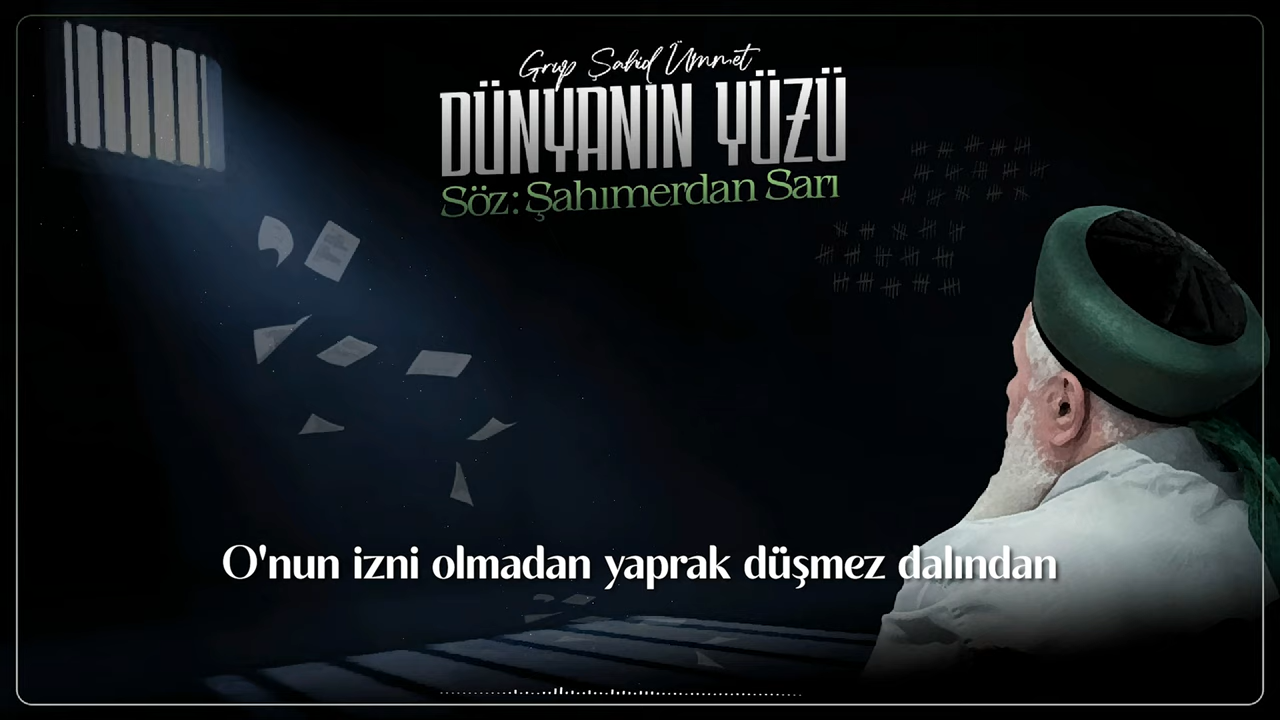 Grup Şahid Ümmet
DÜNYANIN YÜZÜ
Söz: Şahımerdan Sarı
O'nun izni olmadan yaprak düşmez dalından